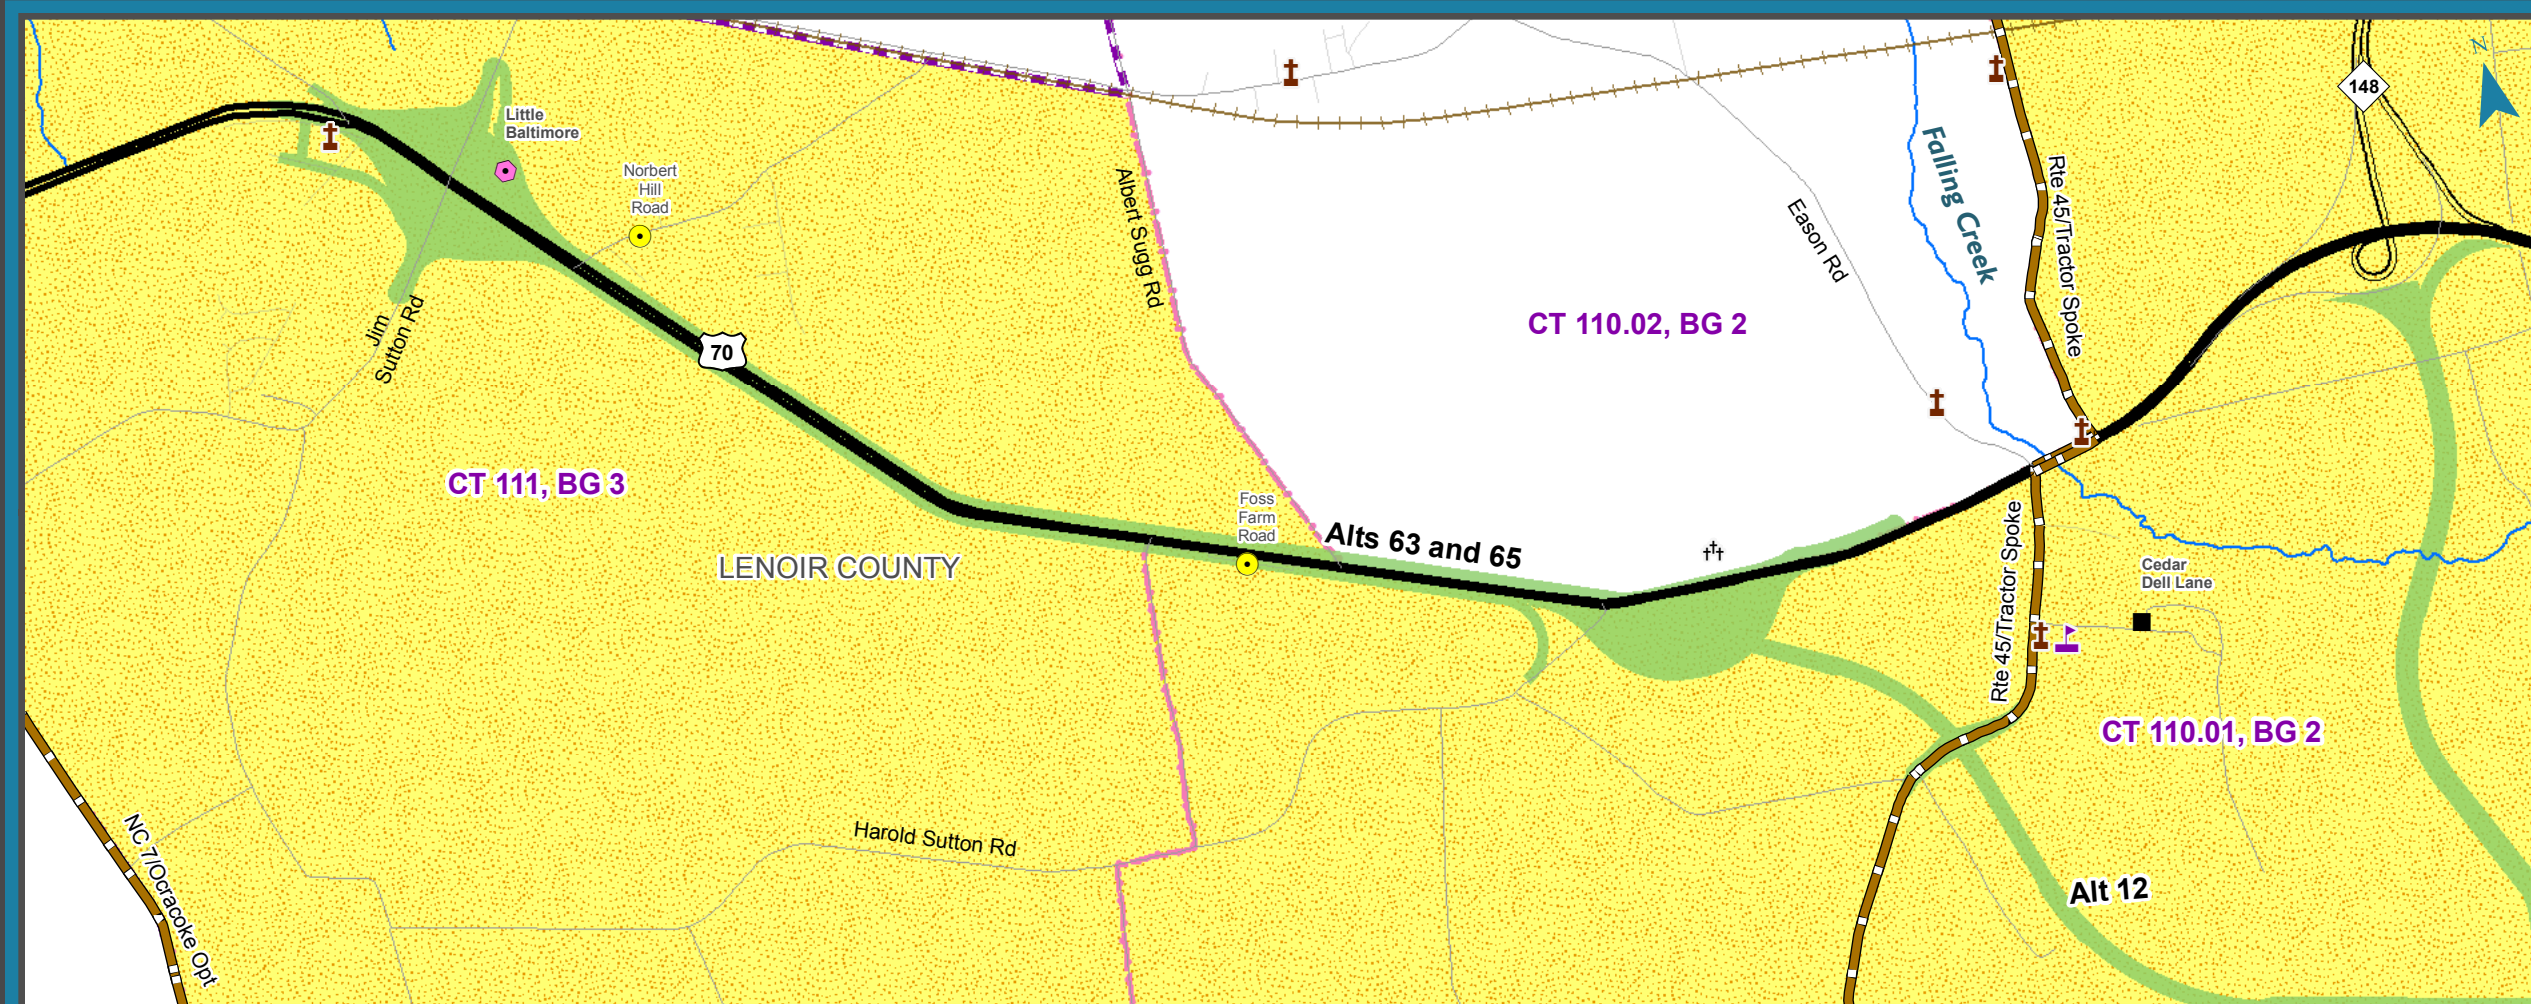 148
N
Little
Baltimore
Norbert
Hill
Road
Albert Sugg Rd
Eason Rd
Falling Creek
Rte 45/Tractor Spoke
Jim
Sutton Rd
70
CT 110.02, BG 2
CT 111, BG 3
Foss
Farm
Road
Alts 63 and 65
LENOIR COUNTY
Rte 45/Tractor Spoke
Cedar
Dell Lane
CT 110.01, BG 2
Harold Sutton Rd
NC 7/Ocracoke Opt
Alt 12